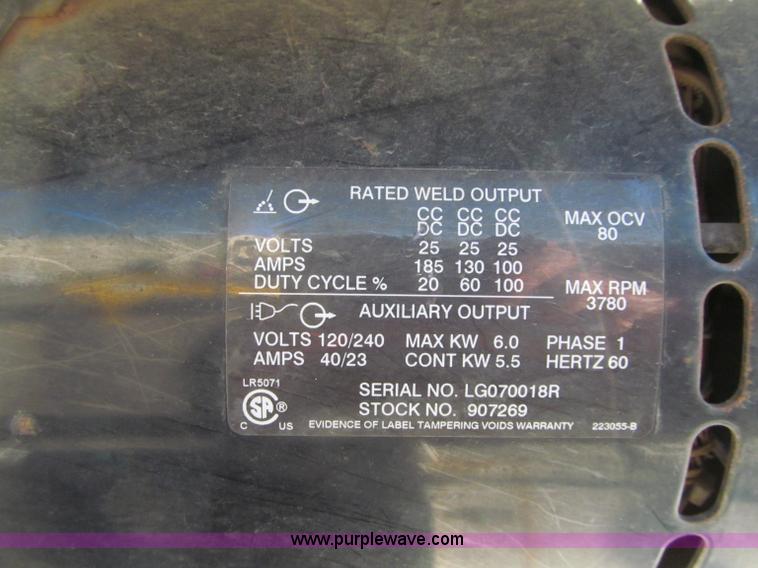 RATED WELD OUTPUT
CC CC CC
DC DC DC
MAX OCV
80
VOLTS 25 25 25
AMPS 185 130 100
DUTY CYCLE % 20 60 100
MAX RPM
3780
AUXILIARY OUTPUT
VOLTS 120/240 MAX KW 6.0 PHASE 1
AMPS 40/23 CONT KW 5.5 HERTZ 60
LR5071
SERIAL NO. LG070018R
STOCK NO. 907269
SA ®
C US
EVIDENCE OF LABEL TAMPERING VOIDS WARRANTY 223055-B
www.purplewave.com